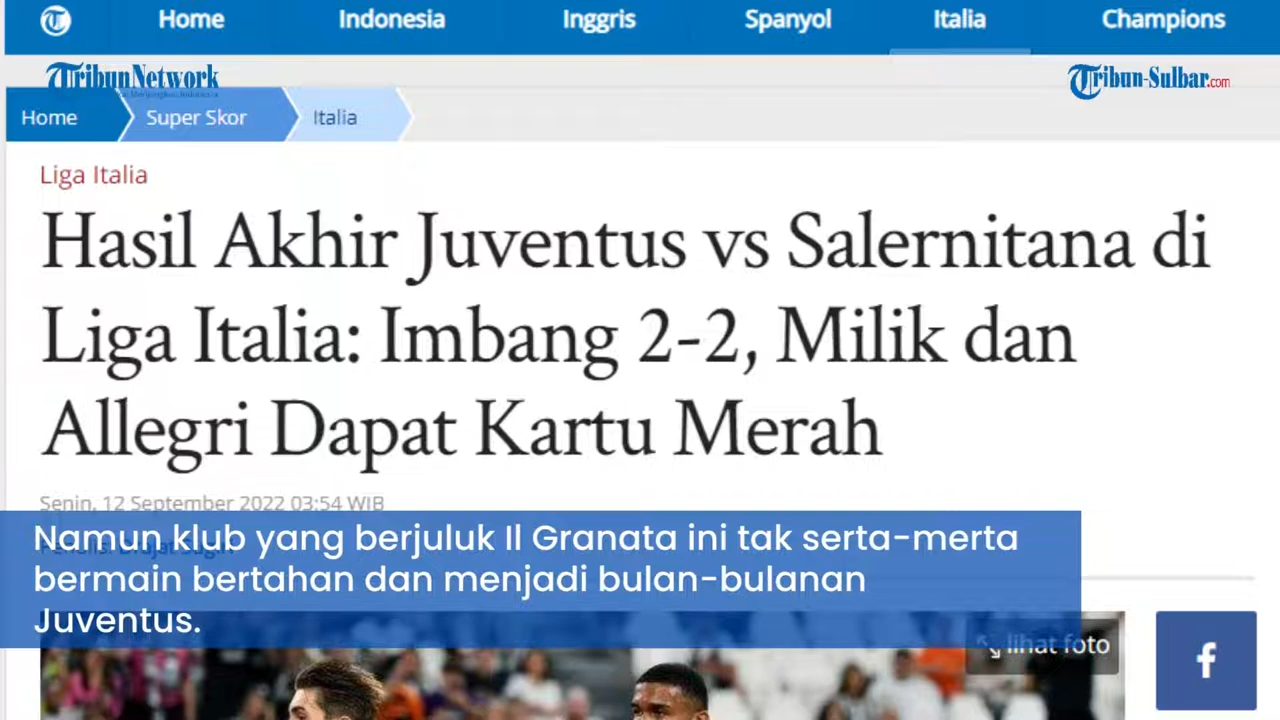 Home Indonesia Inggris Spanyol Italia Champions
TribunNetwork
Tribun-Sulbar.com
Home Super Skor Italia
Liga Italia
Hasil Akhir Juventus vs Salernitana di
Liga Italia: Imbang 2-2, Milik dan
Allegri Dapat Kartu Merah
Senin, 12 September 2022 03:54 WIB
Namun klub yang berjuluk Il Granata ini tak serta-merta
bermain bertahan dan menjadi bulan-bulanan
Juventus.
lihat foto